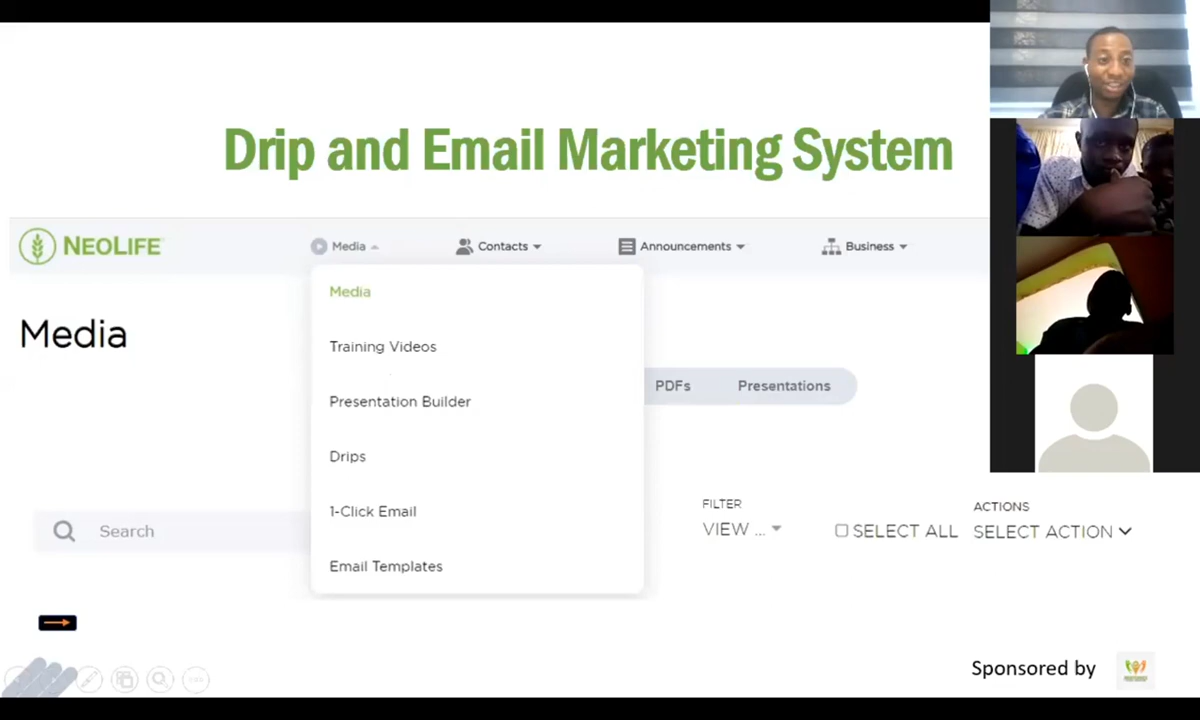 Drip and Email Marketing System
NEOLIFE
Media
Contacts
Announcements
Business
Media
Media
Training Videos
Presentation Builder
Drips
1-Click Email
Email Templates
PDFs
Presentations
Search
FILTER
VIEW ...
SELECT ALL
ACTIONS
SELECT ACTION
Sponsored by